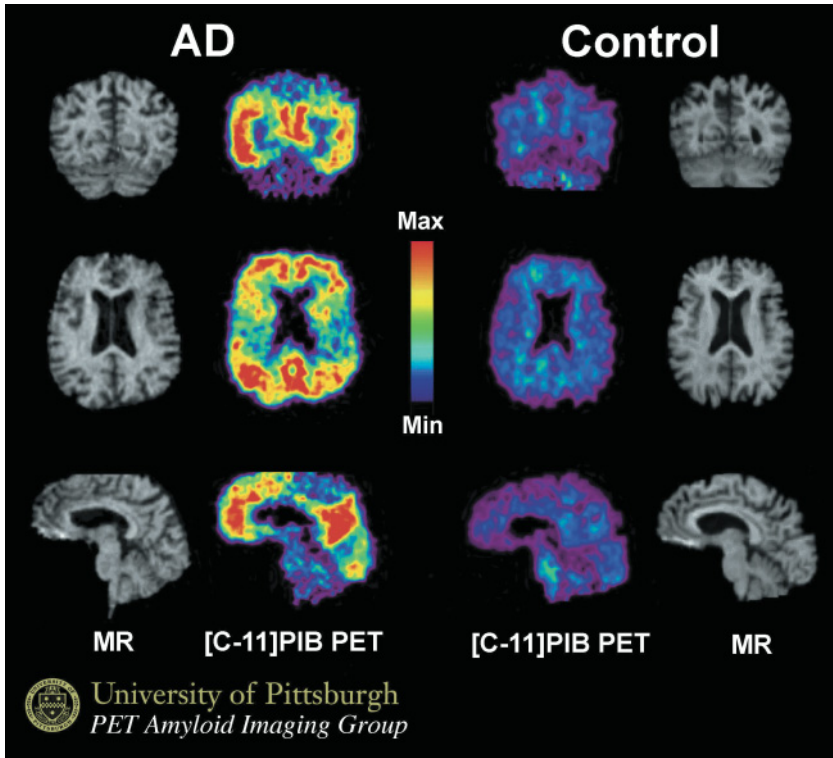 AD
Control
Max
Min
MR
[C-11]PIB PET
[C-11]PIB PET
MR
University of Pittsburgh
PET Amyloid Imaging Group